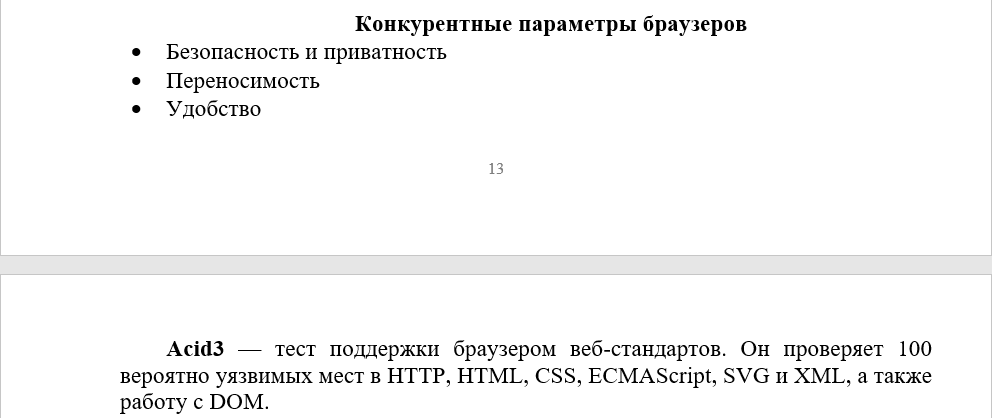 Конкурентные параметры браузеров
• Безопасность и приватность
• Переносимость
• Удобство
13
Acid3 — тест поддержки браузером веб-стандартов. Он проверяет 100
вероятно уязвимых мест в HTTP, HTML, CSS, ECMAScript, SVG и XML, а также
работу с DOM.